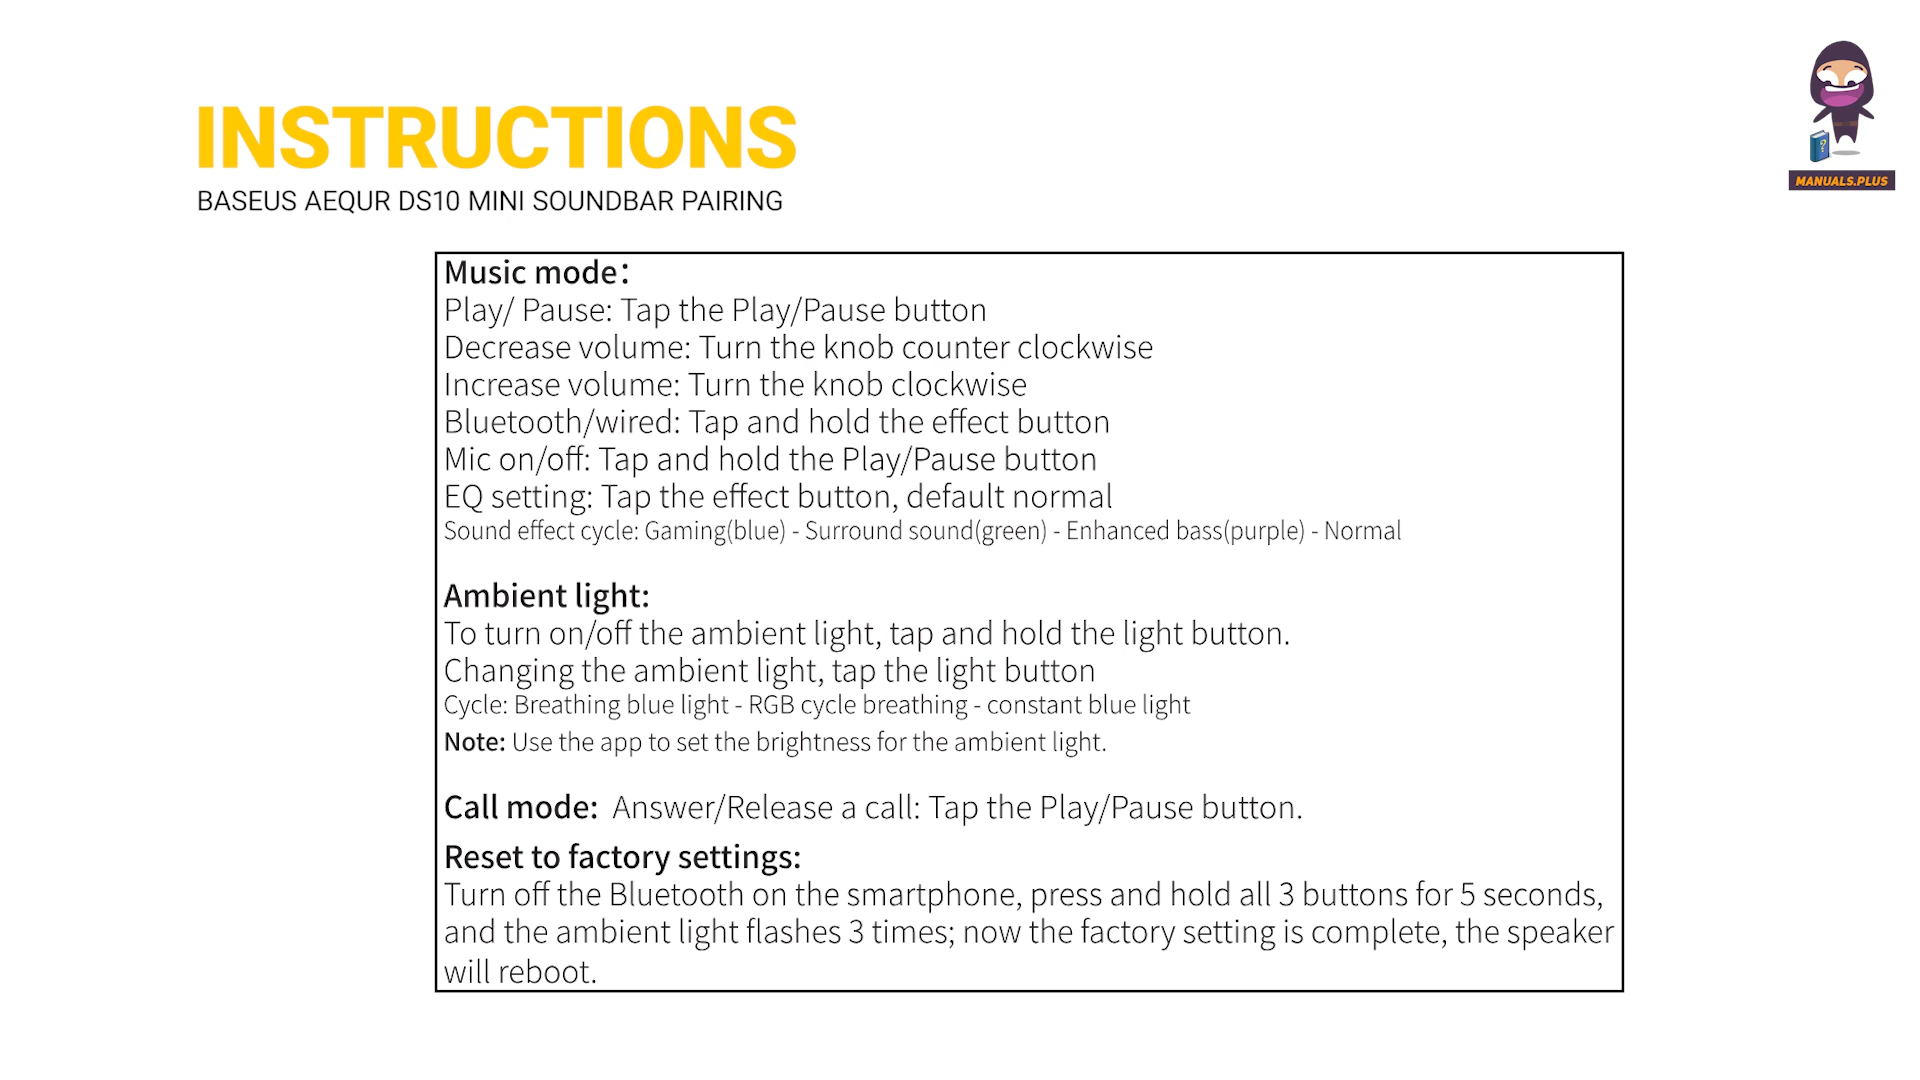 INSTRUCTIONS
BASEUS AEQUR DS10 MINI SOUNDBAR PAIRING
?
MANUALS.PLUS
Music mode：
Play/ Pause: Tap the Play/Pause button
Decrease volume: Turn the knob counter clockwise
Increase volume: Turn the knob clockwise
Bluetooth/wired: Tap and hold the effect button
Mic on/off: Tap and hold the Play/Pause button
EQ setting: Tap the effect button, default normal
Sound effect cycle: Gaming(blue) - Surround sound(green) - Enhanced bass(purple) - Normal
Ambient light:
To turn on/off the ambient light, tap and hold the light button.
Changing the ambient light, tap the light button
Cycle: Breathing blue light - RGB cycle breathing - constant blue light
Note: Use the app to set the brightness for the ambient light.
Call mode: Answer/Release a call: Tap the Play/Pause button.
Reset to factory settings:
Turn off the Bluetooth on the smartphone, press and hold all 3 buttons for 5 seconds,
and the ambient light flashes 3 times; now the factory setting is complete, the speaker
will reboot.